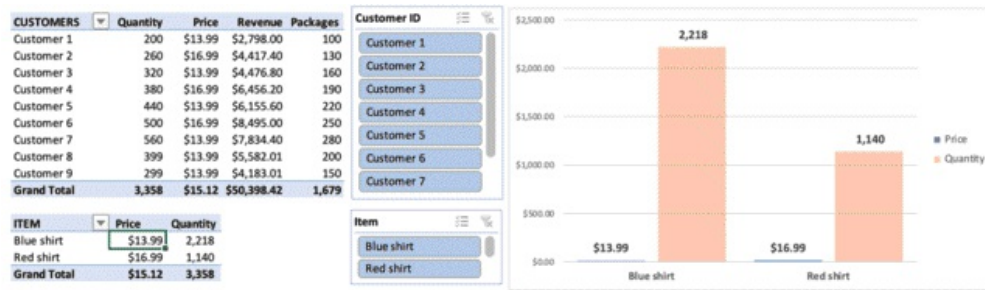 CUSTOMERS Quantity Price Revenue Packages
Customer 1 200 $13.99 $2,798.00 100
Customer 2 260 $16.99 $4,417.40 130
Customer 3 320 $13.99 $4,476.80 160
Customer 4 380 $16.99 $6,456.20 190
Customer 5 440 $13.99 $6,155.60 220
Customer 6 500 $16.99 $8,495.00 250
Customer 7 560 $13.99 $7,834.40 280
Customer 8 399 $13.99 $5,582.01 200
Customer 9 299 $13.99 $4,183.01 150
Grand Total 3,358 $15.12 $50,398.42 1,679
ITEM Price Quantity
Blue shirt $13.99 2,218
Red shirt $16.99 1,140
Grand Total $15.12 3,358
Customer ID
Customer 1
Customer 2
Customer 3
Customer 4
Customer 5
Customer 6
Customer 7
Item
Blue shirt
Red shirt
$2,500.00
$2,000.00
$1,500.00
$1,000.00
$500.00
$0.00
2,218
1,140
$13.99
$16.99
Blue shirt
Red shirt
Price
Quantity